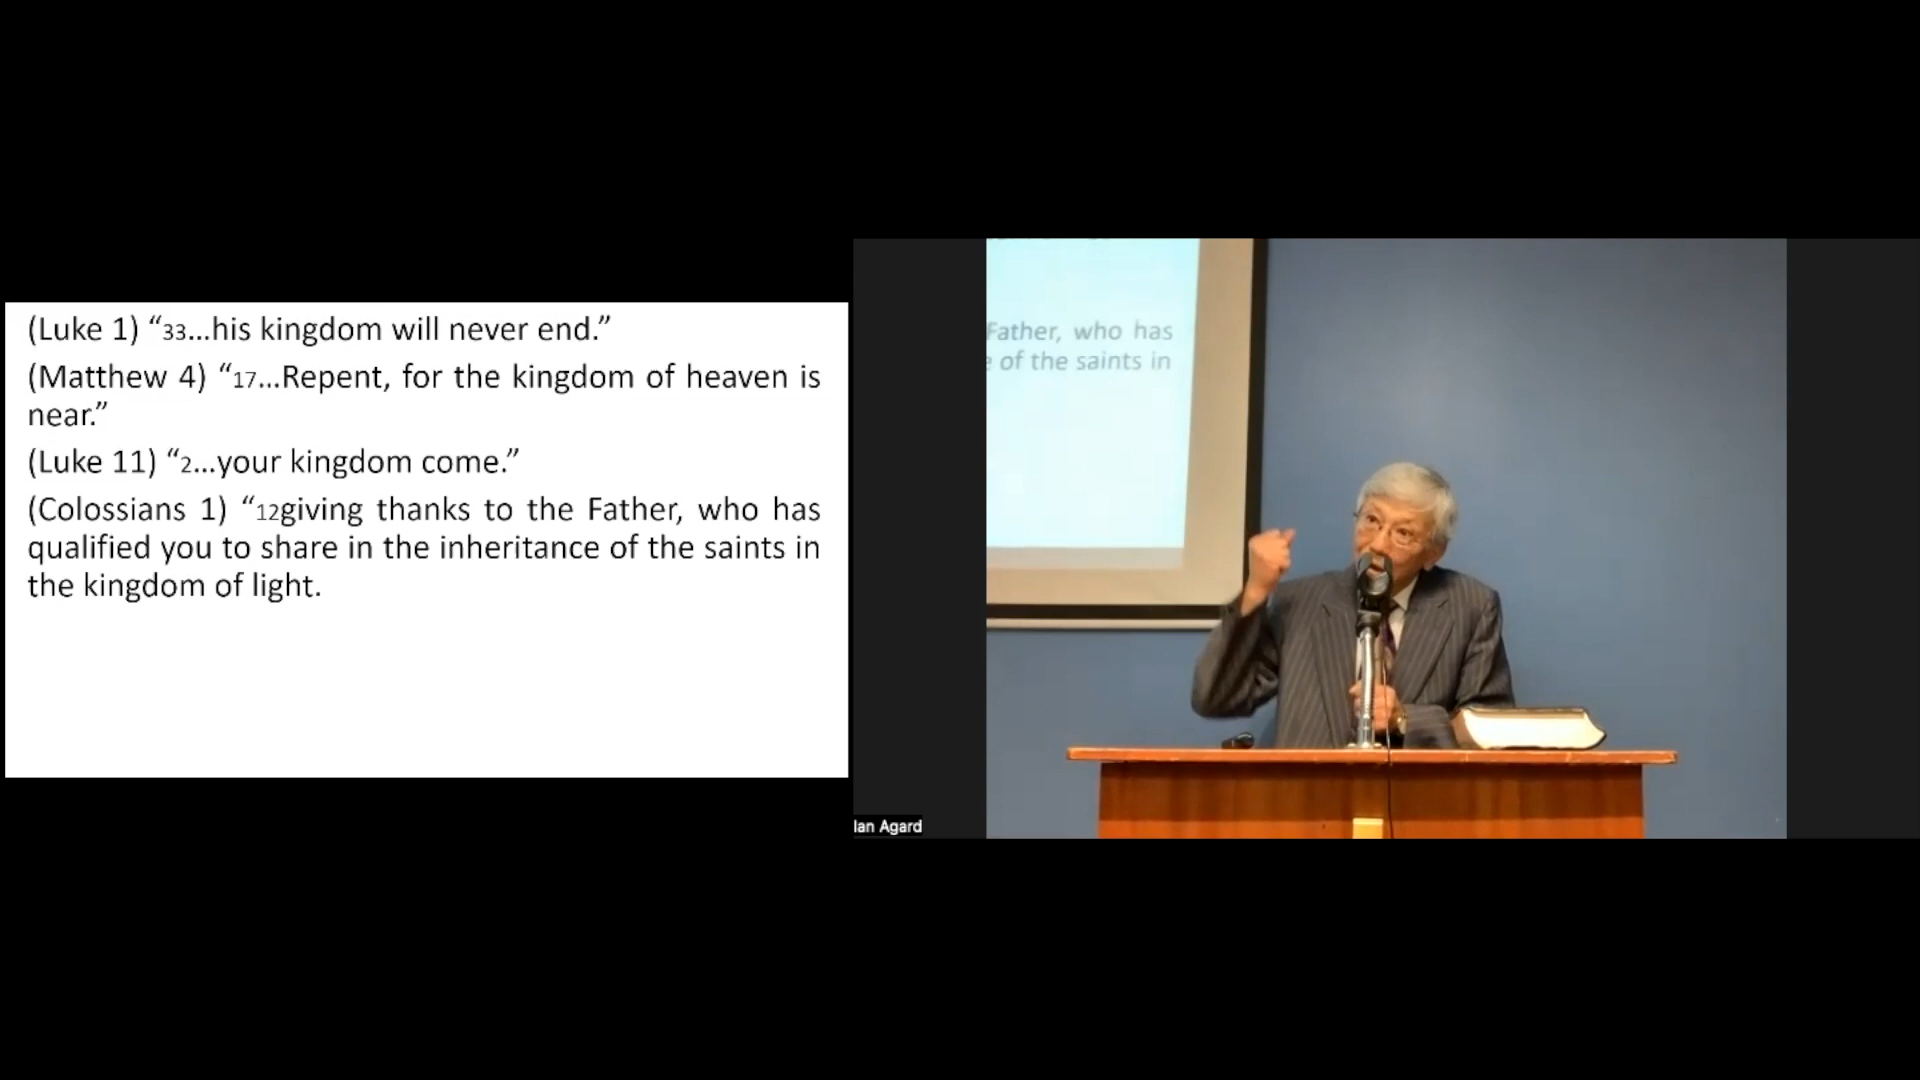 (Luke 1) “33...his kingdom will never end.”
(Matthew 4) “17...Repent, for the kingdom of heaven is
near.”
(Luke 11) “2...your kingdom come.”
(Colossians 1) “12giving thanks to the Father, who has
qualified you to share in the inheritance of the saints in
the kingdom of light.
Father, who has
of the saints in
Ian Agard